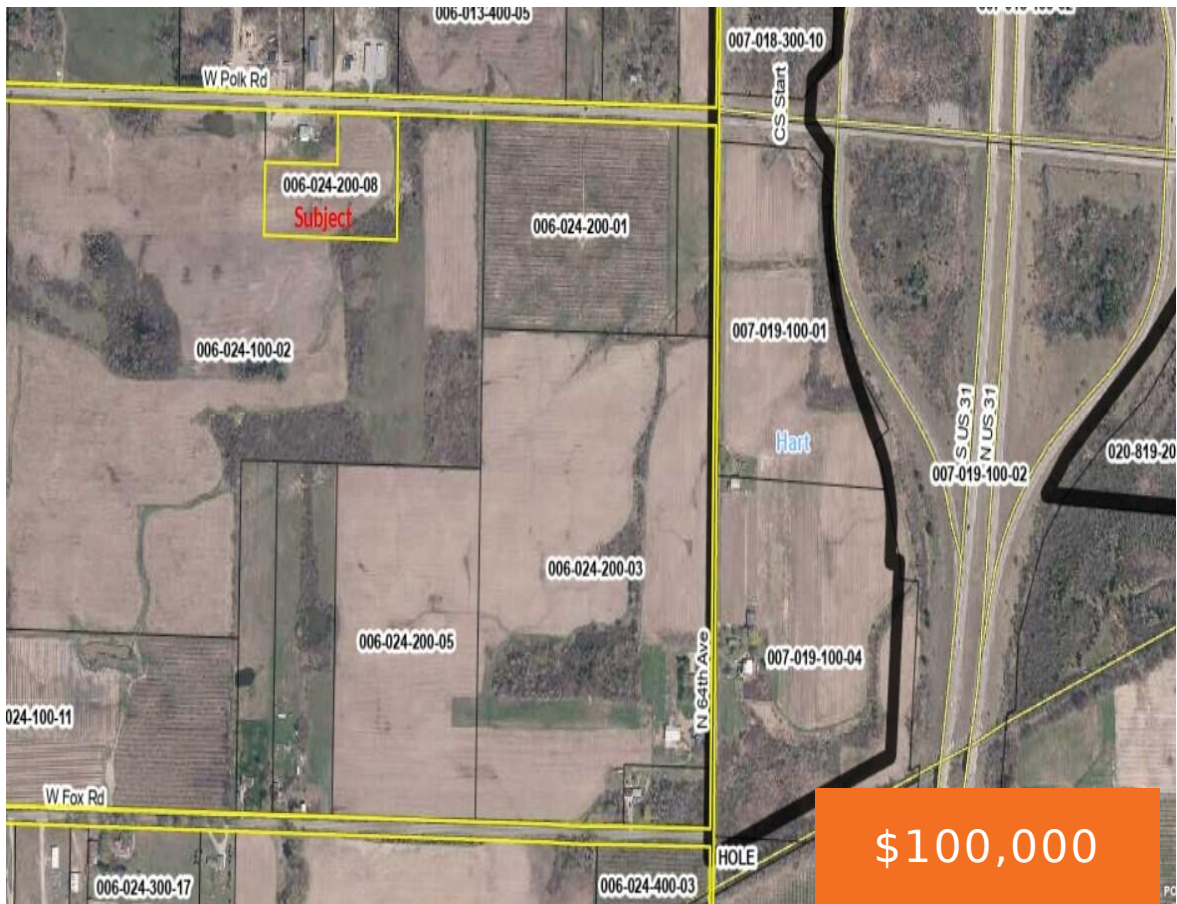 006-013-400-05
007-018-300-10
W Polk Rd
CS Start
006-024-200-08
Subject
006-024-200-01
007-019-100-01
006-024-100-02
Hart
S US 31
N US 31
007-019-100-02
020-819-20
006-024-200-03
006-024-200-05
007-019-100-04
N 64th Ave
024-100-11
W Fox Rd
$100,000
HOLE
006-024-300-17
006-024-400-03